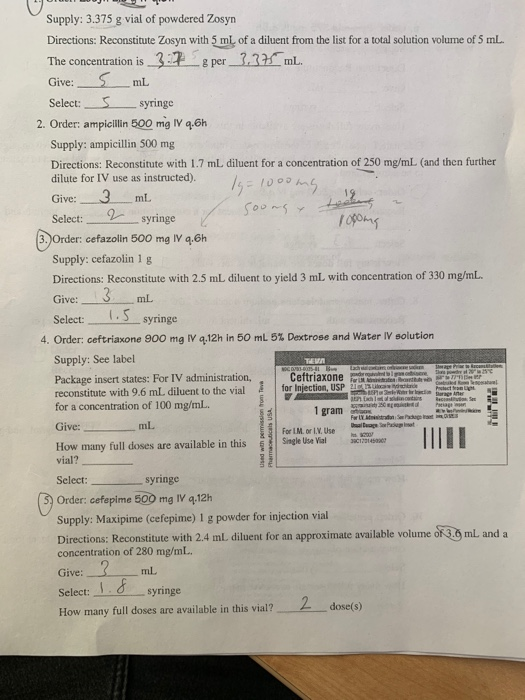 Supply: 3.375 g vial of powdered Zosyn
Directions: Reconstitute Zosyn with 5 mL of a diluent from the list for a total solution volume of 5 mL.
The concentration is g per 3.375 mL.
Give: 5 mL
Select: 5 syringe
2. Order: ampicillin 500 mg IV q.6h
Supply: ampicillin 500 mg
Directions: Reconstitute with 1.7 mL diluent for a concentration of 250 mg/mL (and then further
dilute for IV use as instructed).
1g = 1000 mg
Give: 3 mL
500 mg x 1g =
1000mg
Select: 2 syringe
3. Order: cefazolin 500 mg IV q.6h
Supply: cefazolin 1 g
Directions: Reconstitute with 2.5 mL diluent to yield 3 mL with concentration of 330 mg/mL.
Give: 3 mL
Select: 1.5 syringe
4. Order: ceftriaxone 900 mg IV q.12h in 50 mL 5% Dextrose and Water IV solution
Supply: See label
Package insert states: For IV administration,
reconstitute with 9.6 mL diluent to the vial
for a concentration of 100 mg/mL.
Give: mL
How many full doses are available in this
vial?
Select: syringe
Used with permission from Teva
Pharmaceuticals USA.
TEVA
Ceftriaxone
for Injection, USP
1 gram
For I.M. or I.V. Use
Single Use Vial
5. Order: cefepime 500 mg IV q.12h
Supply: Maxipime (cefepime) 1 g powder for injection vial
Directions: Reconstitute with 2.4 mL diluent for an approximate available volume of 3.6 mL and a
concentration of 280 mg/mL.
Give: 3 mL
Select: 1.8 syringe
How many full doses are available in this vial? 2 dose(s)